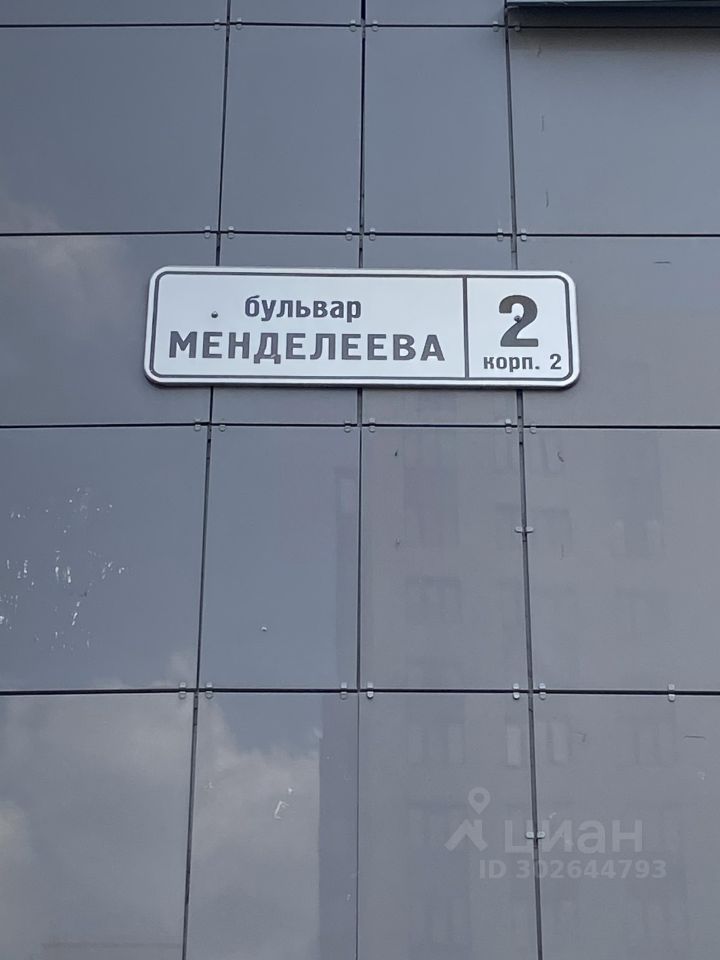 бульвар
МЕНДЕЛЕЕВА
2
корп. 2
циан
ID 302644793